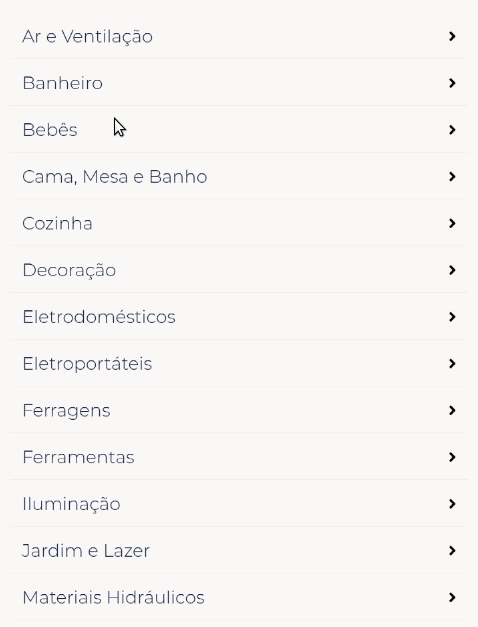 Ar e Ventilação
Banheiro
Bebês
Cama, Mesa e Banho
Cozinha
Decoração
Eletrodomésticos
Eletroportáteis
Ferragens
Ferramentas
Iluminação
Jardim e Lazer
Materiais Hidráulicos